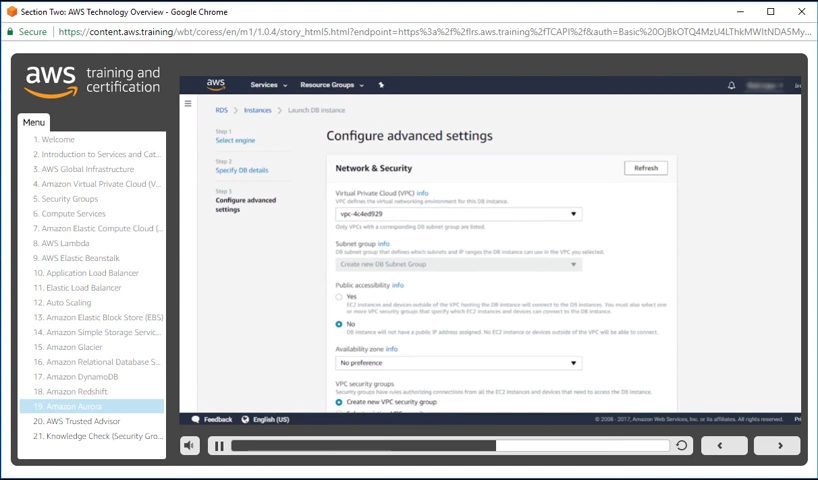 Section Two: AWS Technology Overview - Google Chrome
Secure https://content.aws.training/wbt/coress/en/m1/1.0.4/story_html5.html?endpoint=https%3a%2f%2flrs.aws.training%2fTCAPI%2f&auth=Basic%20OjBkOTQ4MzU4LThkMWItNDA5My...
aws training and certification
Menu
1. Welcome
2. Introduction to Services and Cat...
3. AWS Global Infrastructure
4. Amazon Virtual Private Cloud (V...
5. Security Groups
6. Compute Services
7. Amazon Elastic Compute Cloud (...
8. AWS Lambda
9. AWS Elastic Beanstalk
10. Application Load Balancer
11. Elastic Load Balancer
12. Auto Scaling
13. Amazon Elastic Block Store (EBS)
14. Amazon Simple Storage Servic...
15. Amazon Glacier
16. Amazon Relational Database S...
17. Amazon DynamoDB
18. Amazon Redshift
19. Amazon Aurora
20. AWS Trusted Advisor
21. Knowledge Check (Security Gro...
aws Services Resource Groups
RDS > Instances > Launch DB instance
Step 1
Select engine
Step 2
Specify DB details
Step 3
Configure advanced
settings
Configure advanced settings
Network & Security
Refresh
Virtual Private Cloud (VPC) info
VPC defines the virtual networking environment for this DB instance.
vpc-4c4ed929
Only VPCs with a corresponding DB subnet group are listed.
Subnet group info
DB subnet group that defines which subnets and IP ranges the DB instance can use in the VPC you selected.
Create new DB Subnet Group
Public accessibility info
Yes
EC2 instances and devices outside of the VPC hosting the DB instance will connect to the DB instances. You must also select one
or more VPC security groups that specify which EC2 instances and devices can connect to the DB instance.
No
DB instance will not have a public IP address assigned. No EC2 instance or devices outside of the VPC will be able to connect.
Availability zone info
No preference
VPC security groups
Security groups have rules authorizing connections from all the EC2 instances and devices that need to access the DB instance.
Create new VPC security group
Feedback English (US) © 2008 - 2017, Amazon Web Services, Inc. or its affiliates. All rights reserved. Pri